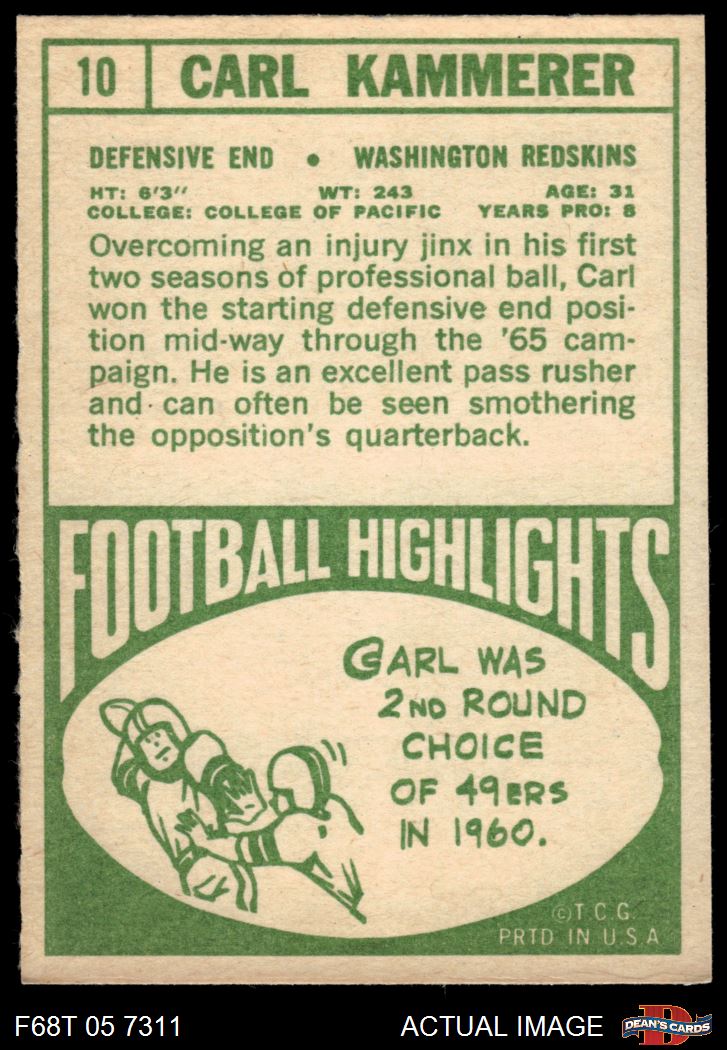 10 CARL KAMMERER
DEFENSIVE END • WASHINGTON REDSKINS
HT: 6'3" WT: 243 AGE: 31
COLLEGE: COLLEGE OF PACIFIC YEARS PRO: 8
Overcoming an injury jinx in his first
two seasons of professional ball, Carl
won the starting defensive end posi-
tion mid-way through the '65 cam-
paign. He is an excellent pass rusher
and can often be seen smothering
the opposition's quarterback.
FOOTBALL HIGHLIGHTS
CARL WAS
2ND ROUND
CHOICE
OF 49ERS
IN 1960.
©T.C.G.
PRTD IN U.S.A
F68T 05 7311 ACTUAL IMAGE D DEAN'S CARDS